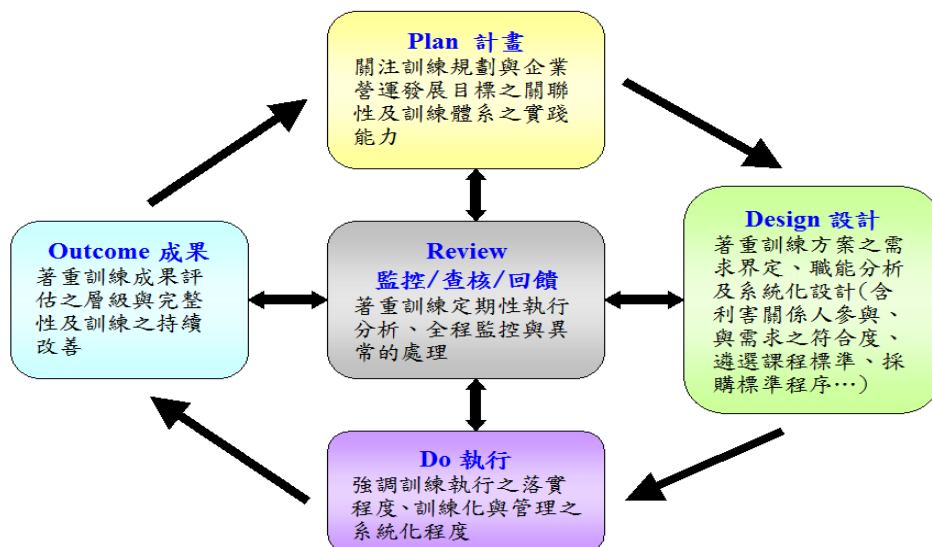 Plan 計畫
關注訓練規劃與企業
營運發展目標之關聯
性及訓練體系之實踐
能力
Outcome 成果
著重訓練成果評
估之層級與完整
性及訓練之持續
改善
Review
監控/查核/回饋
著重訓練定期性執行
分析、全程監控與異
常的處理
Design 設計
著重訓練方案之需
求界定、職能分析
及系統化設計(含
利害關係人參與、
與需求之符合度、
遴選課程標準、採
購標準程序…)
Do 執行
強調訓練執行之落實
程度、訓練化與管理之
系統化程度